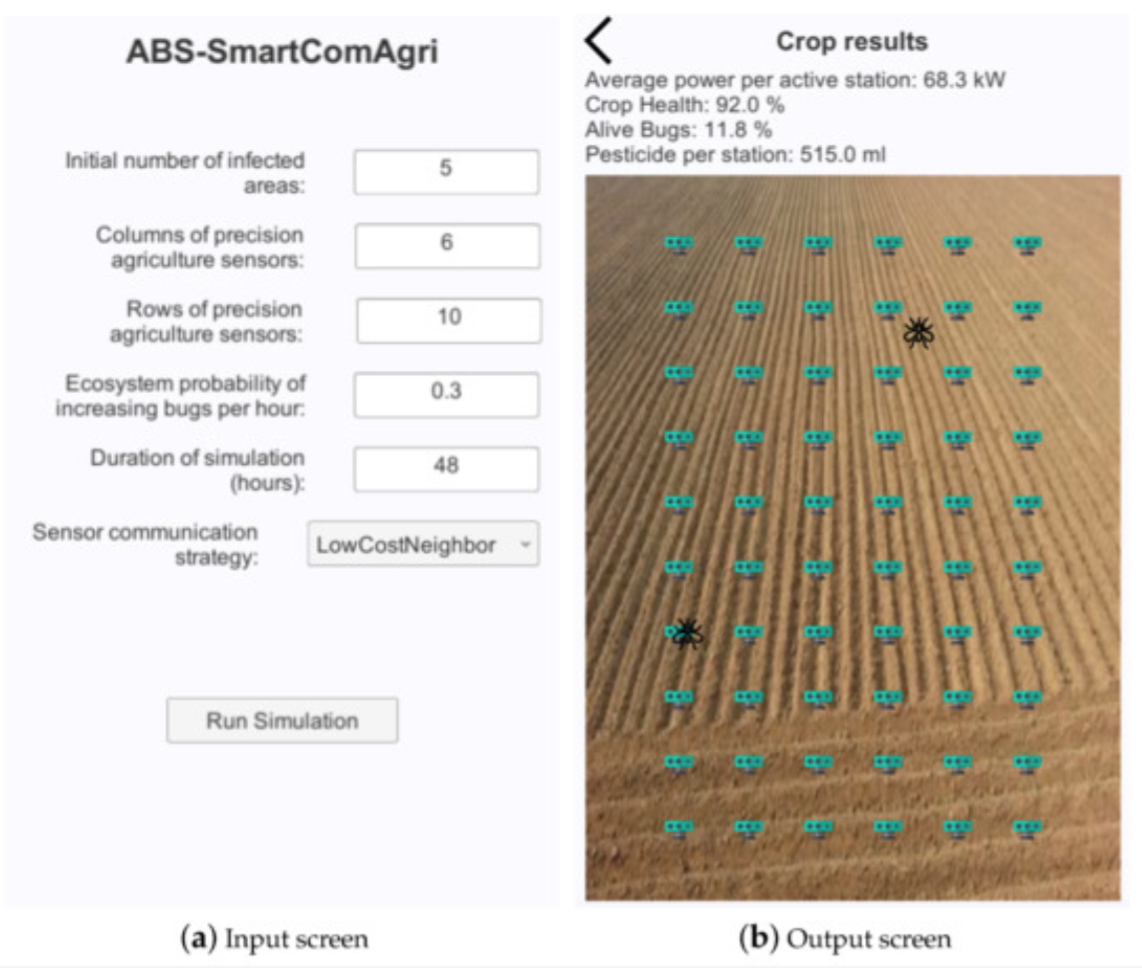 ABS-SmartComAgri
Initial number of infected
areas:
5
Columns of precision
agriculture sensors:
6
Rows of precision
agriculture sensors:
10
Ecosystem probability of
increasing bugs per hour:
0.3
Duration of simulation
(hours):
48
Sensor communication
strategy:
LowCostNeighbor
Run Simulation
(a) Input screen
Crop results
Average power per active station: 68.3 kW
Crop Health: 92.0 %
Alive Bugs: 11.8 %
Pesticide per station: 515.0 ml
(b) Output screen